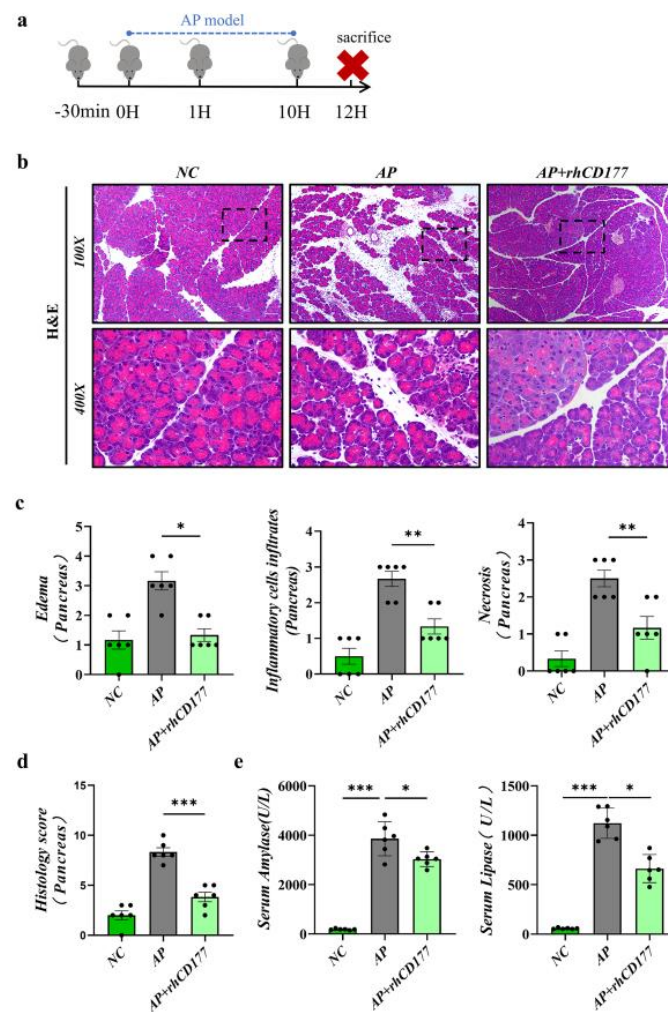 a
AP model
sacrifice
-30min 0H 1H 10H 12H
b
NC AP AP+rhCD177
H&E
100X
400X
c
Edema
(Pancreas)
5
4
3
2
1
0
*
NC AP AP+rhCD177
Inflammatory cells infltrates
(Pancreas)
4
3
2
1
0
**
NC AP AP+rhCD177
Necrosis
(Pancreas)
4
3
2
1
0
**
NC AP AP+rhCD177
d
Histology score
(Pancreas)
15
10
5
0
***
NC AP AP+rhCD177
e
Serum Amylase(U/L)
6000
4000
2000
0
*** *
NC AP AP+rhCD177
Serum Lipase (U/L)
1500
1000
500
0
*** *
NC AP AP+rhCD177